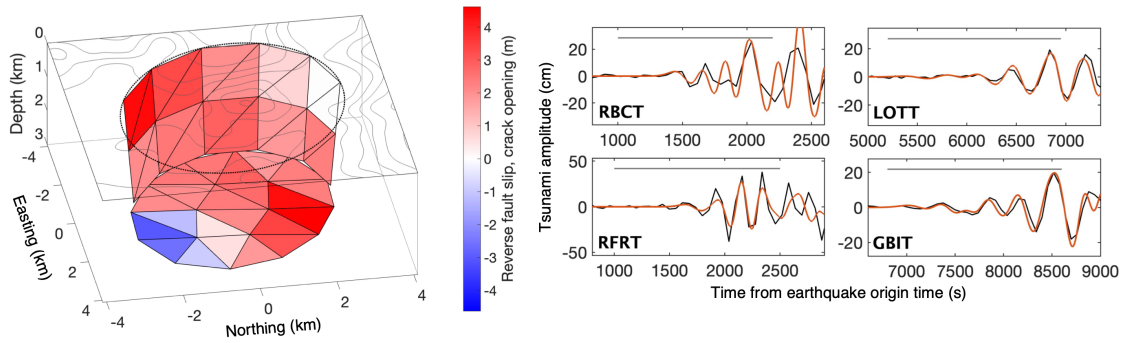 Depth (km)
0
1
2
3
-4
-2
0
2
4
Easting (km)
-4
-2
0
2
4
Northing (km)
4
3
2
1
0
-1
-2
-3
-4
Reverse fault slip, crack opening (m)
Tsunami amplitude (cm)
20
0
-20
RBCT
1000 1500 2000 2500
20
0
-20
LOTT
5000 5500 6000 6500 7000
50
0
-50
RFRT
1000 1500 2000 2500
20
0
-20
GBIT
7000 7500 8000 8500 9000
Time from earthquake origin time (s)